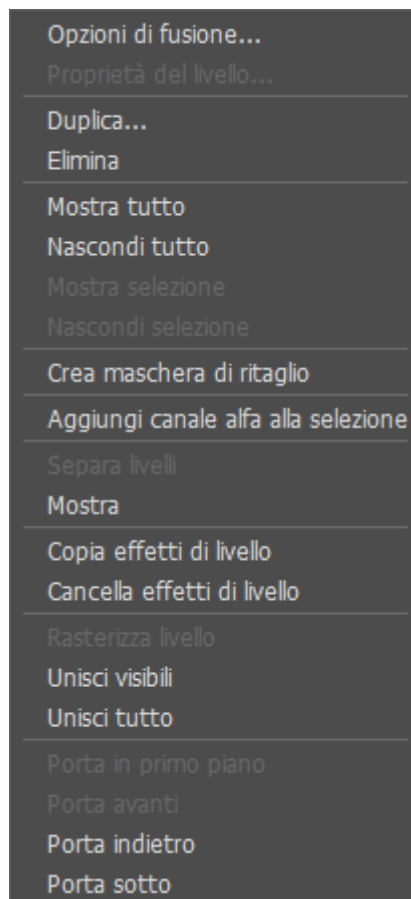 Opzioni di fusione...
Proprietà del livello...
Duplica...
Elimina
Mostra tutto
Nascondi tutto
Mostra selezione
Nascondi selezione
Crea maschera di ritaglio
Aggiungi canale alfa alla selezione
Separa livelli
Mostra
Copia effetti di livello
Cancella effetti di livello
Rasterizza livello
Unisci visibili
Unisci tutto
Porta in primo piano
Porta avanti
Porta indietro
Porta sotto